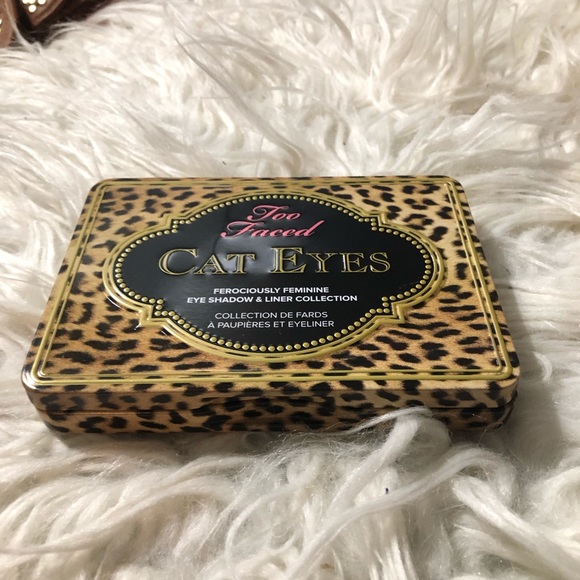 Too
Faced
CAT EYES
FEROCIOUSLY FEMININE
EYE SHADOW & LINER COLLECTION
COLLECTION DE FARDS
À PAUPIÈRES ET EYELINER